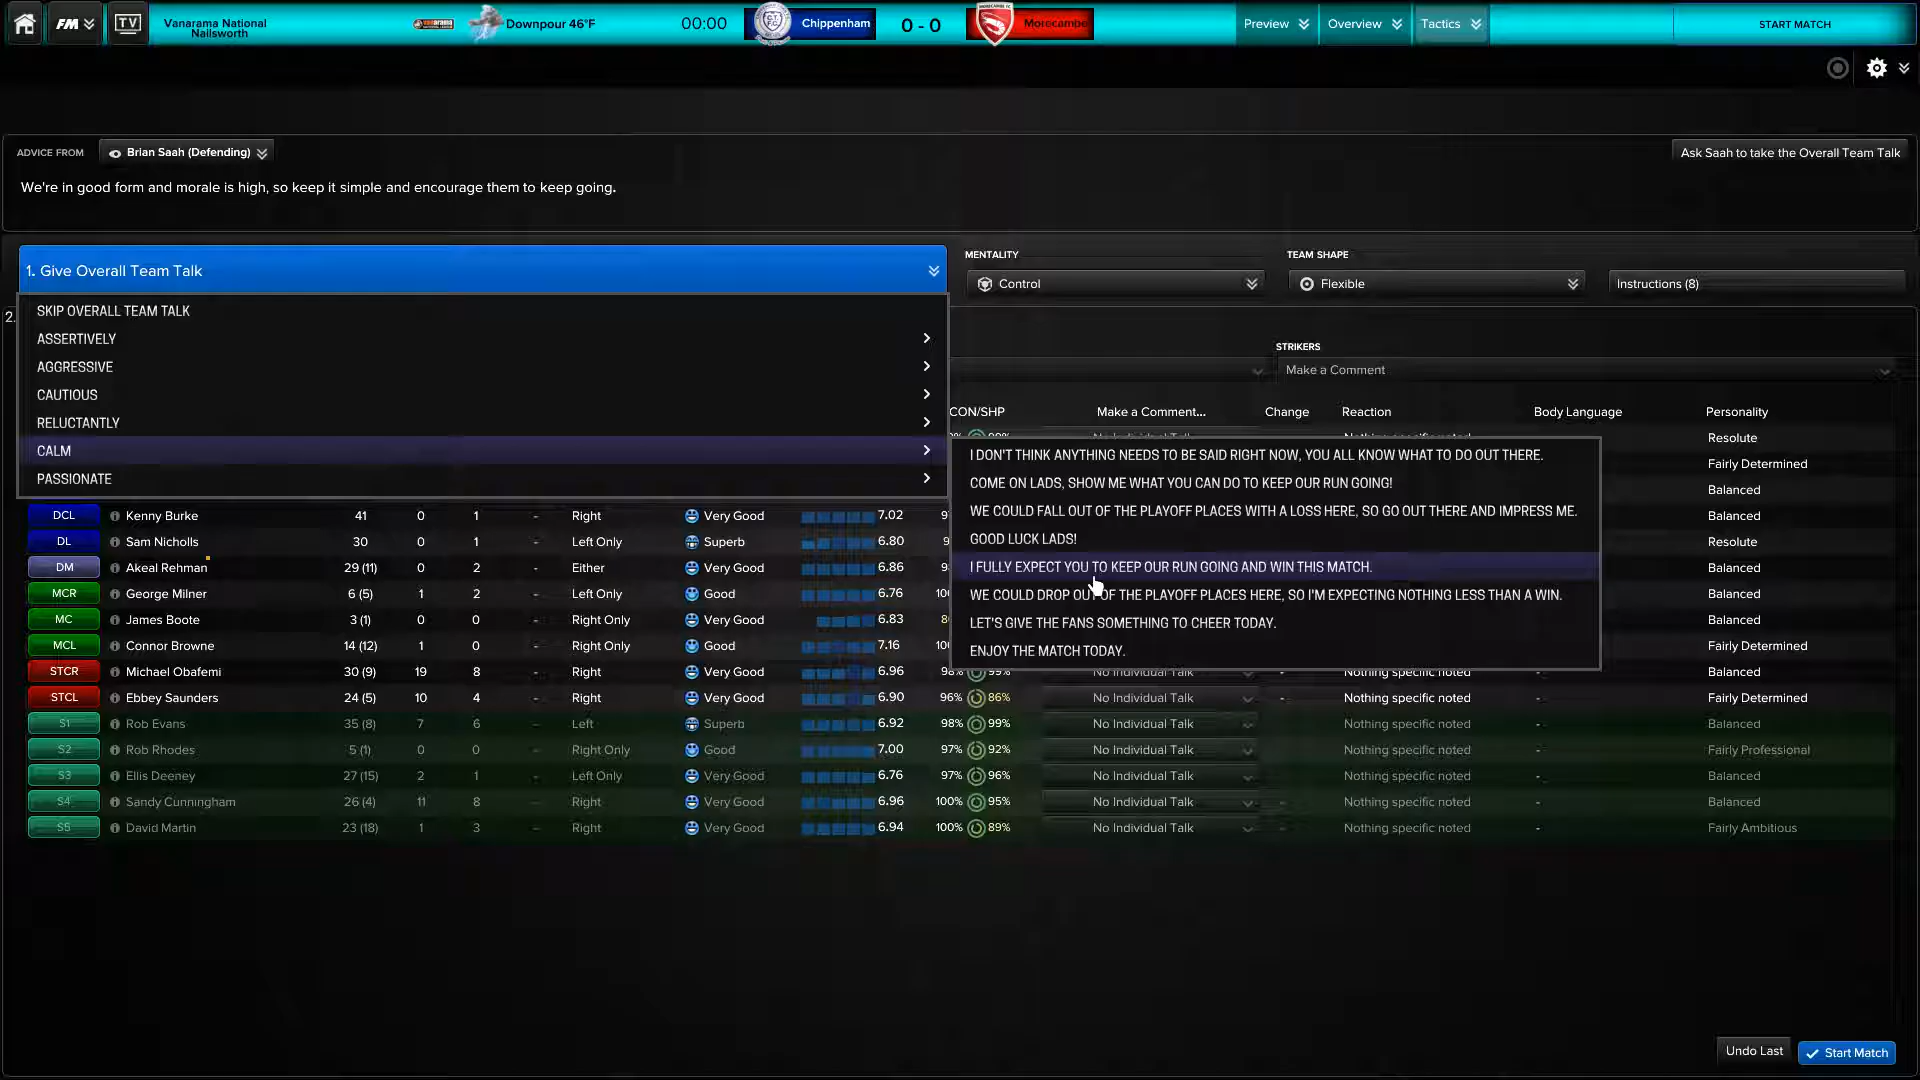 FM
TV
Vanarama National
Nailsworth
Downpour 46°F
00:00
Chippenham
0 - 0
Morecambe
Preview
Overview
Tactics
START MATCH
ADVICE FROM
Brian Saah (Defending)
Ask Saah to take the Overall Team Talk
We're in good form and morale is high, so keep it simple and encourage them to keep going.
1. Give Overall Team Talk
MENTALITY
Control
TEAM SHAPE
Flexible
Instructions (8)
2.
SKIP OVERALL TEAM TALK
ASSERTIVELY
AGGRESSIVE
CAUTIOUS
RELUCTANTLY
CALM
PASSIONATE
STRIKERS
Make a Comment
CON/SHP Make a Comment... Change Reaction Body Language Personality
Resolute
Fairly Determined
Balanced
I DON'T THINK ANYTHING NEEDS TO BE SAID RIGHT NOW, YOU ALL KNOW WHAT TO DO OUT THERE.
COME ON LADS, SHOW ME WHAT YOU CAN DO TO KEEP OUR RUN GOING!
WE COULD FALL OUT OF THE PLAYOFF PLACES WITH A LOSS HERE, SO GO OUT THERE AND IMPRESS ME.
GOOD LUCK LADS!
I FULLY EXPECT YOU TO KEEP OUR RUN GOING AND WIN THIS MATCH.
WE COULD DROP OUT OF THE PLAYOFF PLACES HERE, SO I'M EXPECTING NOTHING LESS THAN A WIN.
LET'S GIVE THE FANS SOMETHING TO CHEER TODAY.
ENJOY THE MATCH TODAY.
DCL Kenny Burke 41 0 1 - Right Very Good 7.02 Balanced
DL Sam Nicholls 30 0 1 - Left Only Superb 6.80 Resolute
DM Akeal Rehman 29 (11) 0 2 - Either Very Good 6.86 Balanced
MCR George Milner 6 (5) 1 2 - Left Only Good 6.76 Balanced
MC James Boote 3 (1) 0 0 - Right Only Very Good 6.83 Balanced
MCL Connor Browne 14 (12) 1 0 - Right Only Good 7.16 Fairly Determined
STCR Michael Obafemi 30 (9) 19 8 - Right Very Good 6.96 98% 99% No Individual Talk - Nothing specific noted - Balanced
STCL Ebbey Saunders 24 (5) 10 4 - Right Very Good 6.90 96% 86% No Individual Talk - Nothing specific noted - Fairly Determined
S1 Rob Evans 35 (8) 7 6 - Left Superb 6.92 98% 99% No Individual Talk - Nothing specific noted - Balanced
S2 Rob Rhodes 5 (1) 0 0 - Right Only Good 7.00 97% 92% No Individual Talk - Nothing specific noted - Fairly Professional
S3 Ellis Deeney 27 (15) 2 1 - Left Only Very Good 6.76 97% 96% No Individual Talk - Nothing specific noted - Balanced
S4 Sandy Cunningham 26 (4) 11 8 - Right Very Good 6.96 100% 95% No Individual Talk - Nothing specific noted - Balanced
S5 David Martin 23 (18) 1 3 - Right Very Good 6.94 100% 89% No Individual Talk - Nothing specific noted - Fairly Ambitious
Undo Last
Start Match